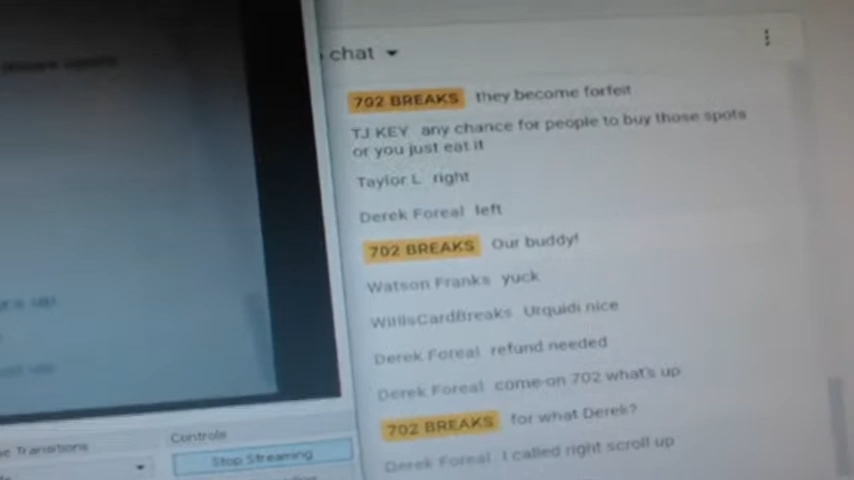 chat
702 BREAKS they become forfeit
TJ KEY any chance for people to buy those spots
or you just eat it
Taylor L right
Derek Foreal left
702 BREAKS Our buddy!
Watson Franks yuck
WillsCardBreaks Urquidi nice
Derek Foreal refund needed
Derek Foreal come-on 702 what's up
702 BREAKS for what Derek?
Derek Foreal I called right scroll up
Transitions
Controls
Stop Streaming